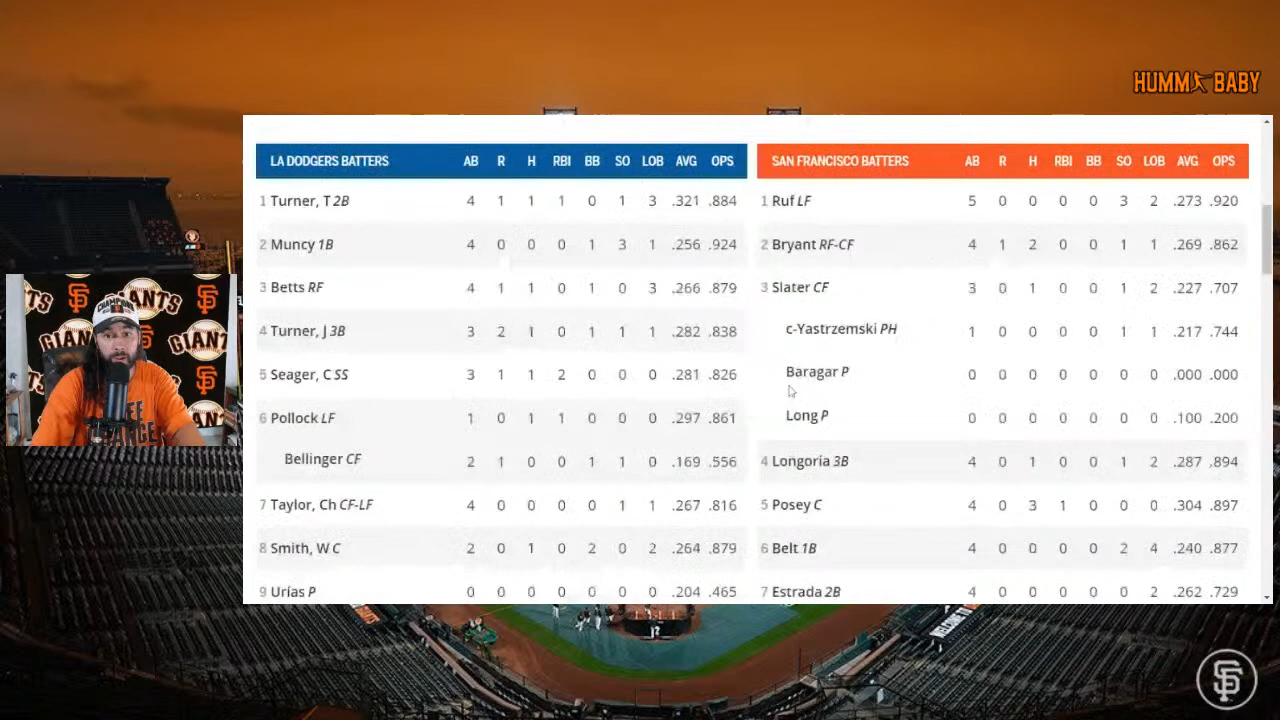 HUMM BABY
LA DODGERS BATTERS AB R H RBI BB SO LOB AVG OPS
1 Turner, T 2B 4 1 1 1 0 1 3 .321 .884
2 Muncy 1B 4 0 0 0 1 3 1 .256 .924
3 Betts RF 4 1 1 0 1 0 3 .266 .879
4 Turner, J 3B 3 2 1 0 1 1 1 .282 .838
5 Seager, C SS 3 1 1 2 0 0 0 .281 .826
6 Pollock LF 1 0 1 1 0 0 0 .297 .861
Bellinger CF 2 1 0 0 1 1 0 .169 .556
7 Taylor, Ch CF-LF 4 0 0 0 0 1 1 .267 .816
8 Smith, W C 2 0 1 0 2 0 2 .264 .879
9 Urías P 0 0 0 0 0 0 0 .204 .465
SAN FRANCISCO BATTERS AB R H RBI BB SO LOB AVG OPS
1 Ruf LF 5 0 0 0 0 3 2 .273 .920
2 Bryant RF-CF 4 1 2 0 0 1 1 .269 .862
3 Slater CF 3 0 1 0 0 1 2 .227 .707
c-Yastrzemski PH 1 0 0 0 0 1 1 .217 .744
Baragar P 0 0 0 0 0 0 0 .000 .000
Long P 0 0 0 0 0 0 0 .100 .200
4 Longoria 3B 4 0 1 0 0 1 2 .287 .894
5 Posey C 4 0 3 1 0 0 0 .304 .897
6 Belt 1B 4 0 0 0 0 2 4 .240 .877
7 Estrada 2B 4 0 0 0 0 0 2 .262 .729
GIANTS
SF
GIANTS
SF